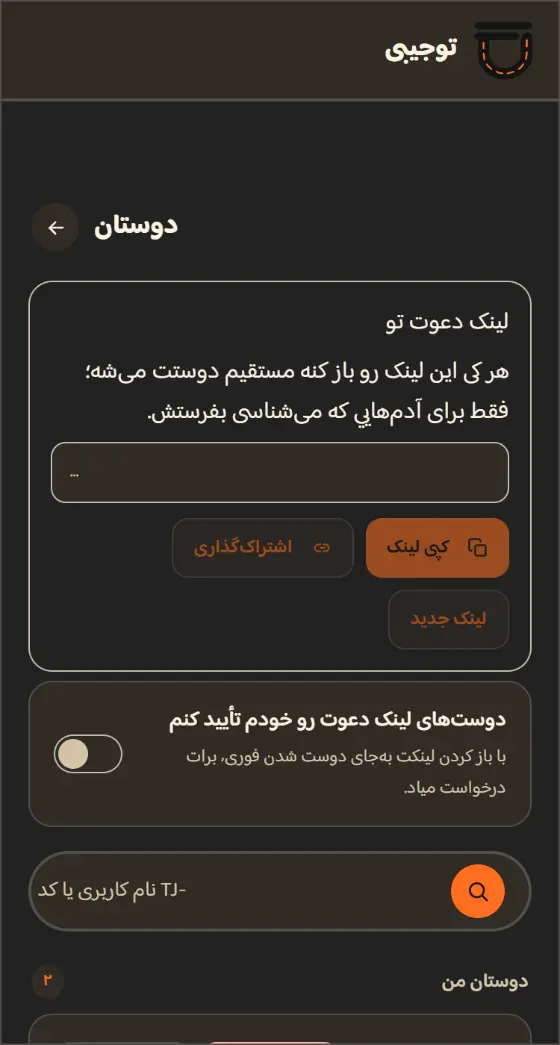 توجیبی
دوستان
لینک دعوت تو
هر کی این لینک رو باز کنه مستقیم دوستت می‌شه؛
فقط برای آدم‌هایی که می‌شناسی بفرستش.
...
کپی لینک
اشتراک‌گذاری
لینک جدید
دوست‌های لینک دعوت رو خودم تأیید کنم
با باز کردن لینکت به‌جای دوست شدن فوری، برات
درخواست میاد.
نام کاربری یا کد TJ-
دوستان من
۲